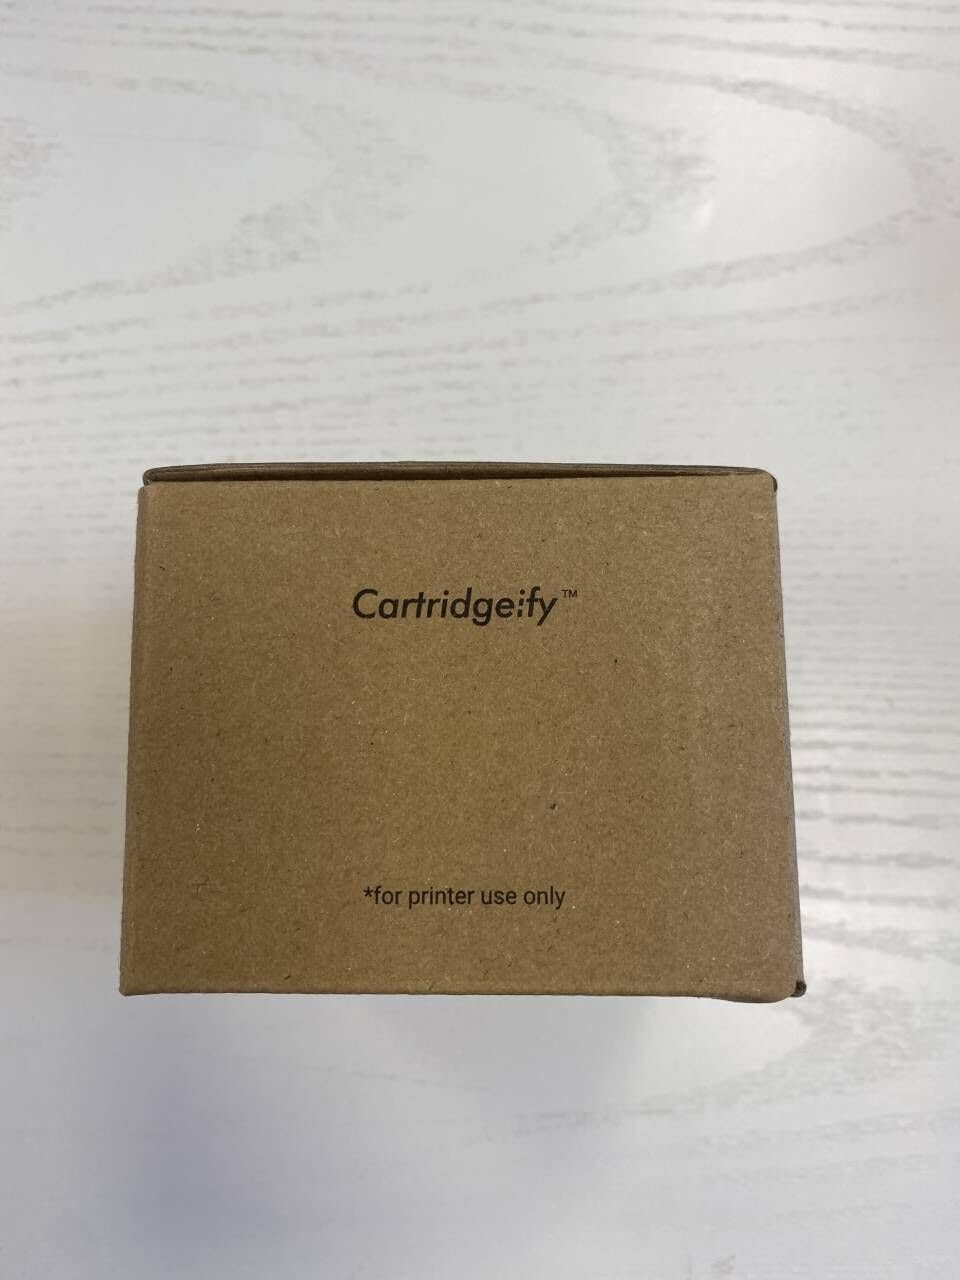 Cartridgeify™
*for printer use only